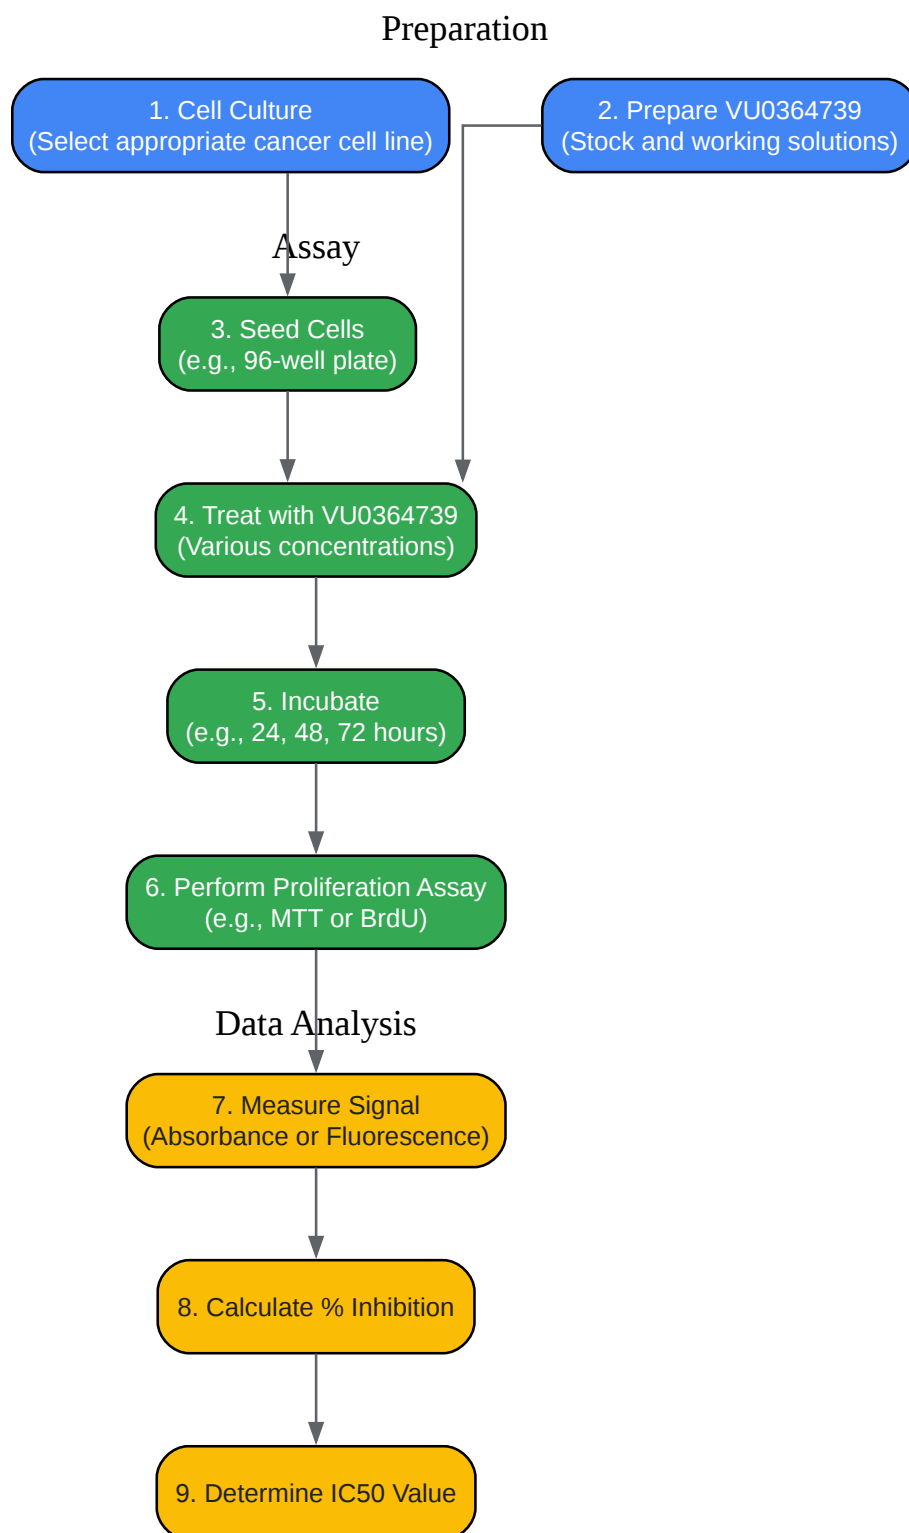 Preparation
1. Cell Culture
(Select appropriate cancer cell line)
2. Prepare VU0364739
(Stock and working solutions)
Assay
3. Seed Cells
(e.g., 96-well plate)
4. Treat with VU0364739
(Various concentrations)
5. Incubate
(e.g., 24, 48, 72 hours)
6. Perform Proliferation Assay
(e.g., MTT or BrdU)
Data Analysis
7. Measure Signal
(Absorbance or Fluorescence)
8. Calculate % Inhibition
9. Determine IC50 Value